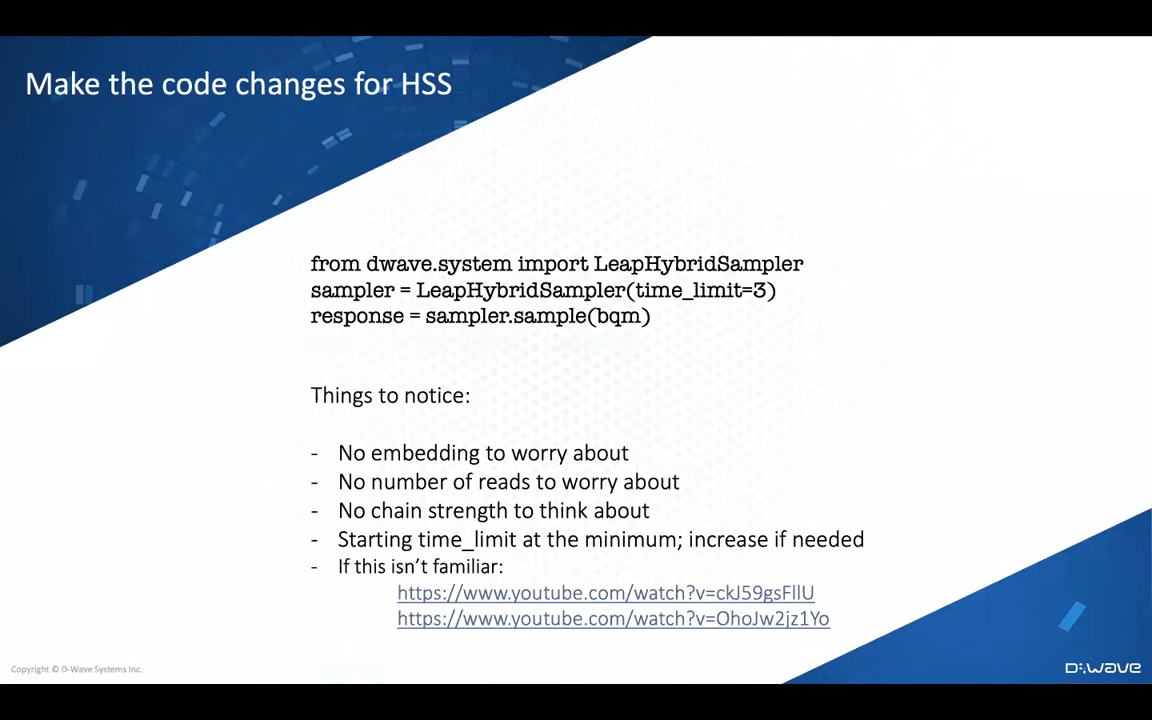 Make the code changes for HSS
from dwave.system import LeapHybridSampler
sampler = LeapHybridSampler(time_limit=3)
response = sampler.sample(bqm)
Things to notice:
- No embedding to worry about
- No number of reads to worry about
- No chain strength to think about
- Starting time_limit at the minimum; increase if needed
- If this isn’t familiar:
https://www.youtube.com/watch?v=ckJ59gsFllU
https://www.youtube.com/watch?v=OhoJw2jz1Yo
Copyright © D-Wave Systems Inc.
D:wave